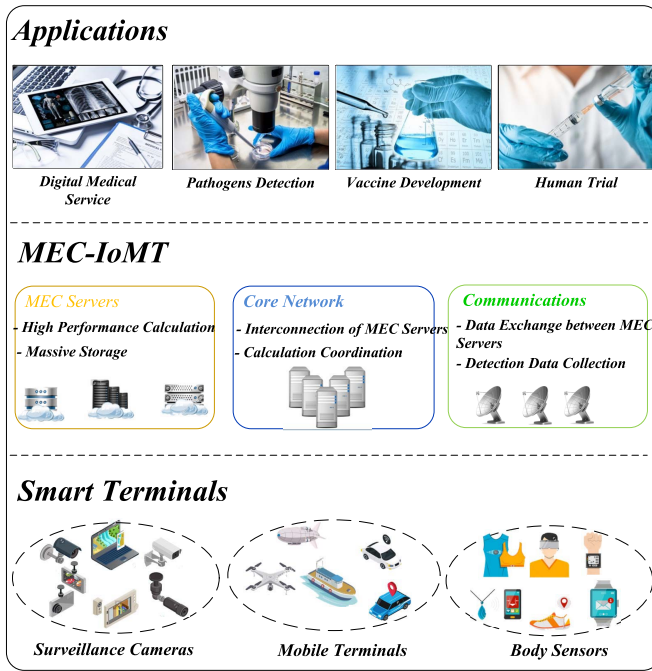 Applications
Digital Medical
Service
Pathogens Detection
Vaccine Development
Human Trial
MEC-IoMT
MEC Servers
- High Performance Calculation
- Massive Storage
Core Network
- Interconnection of MEC Servers
- Calculation Coordination
Communications
- Data Exchange between MEC
Servers
- Detection Data Collection
Smart Terminals
Surveillance Cameras
Mobile Terminals
Body Sensors